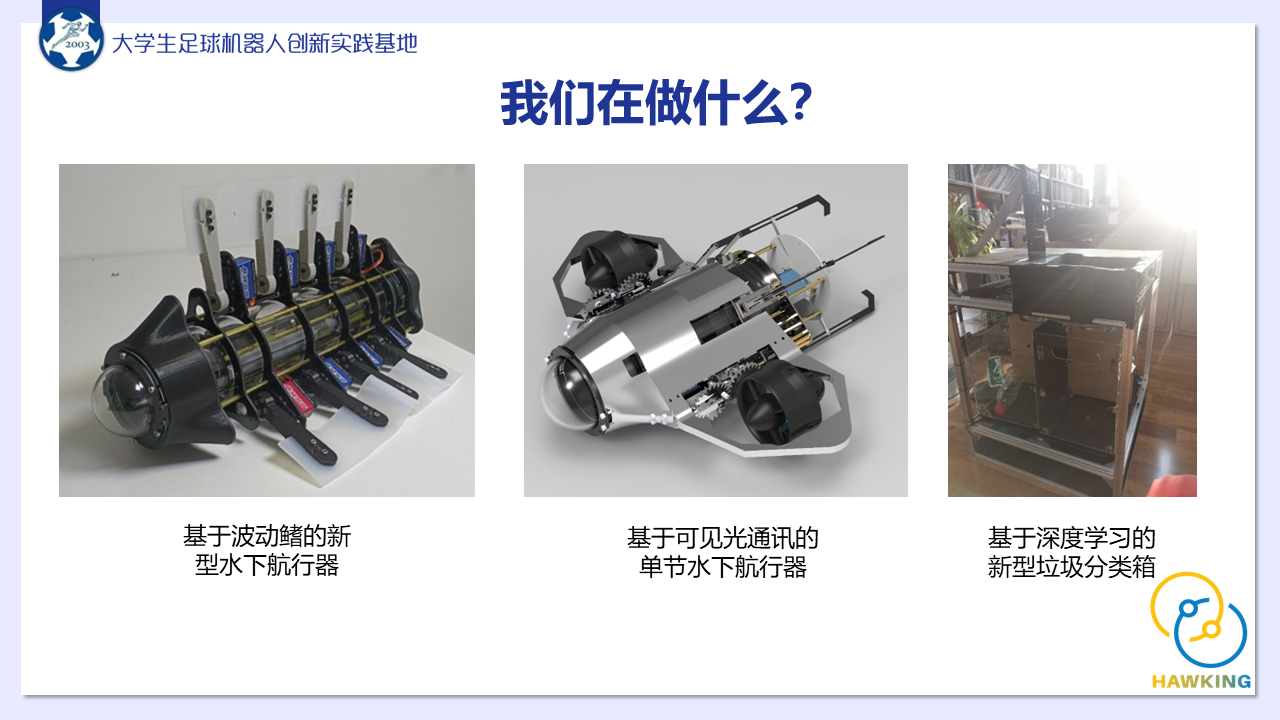 2003
大学生足球机器人创新实践基地
我们在做什么？
基于波动鳍的新
型水下航行器
基于可见光通讯的
单节水下航行器
基于深度学习的
新型垃圾分类箱
HAWKING